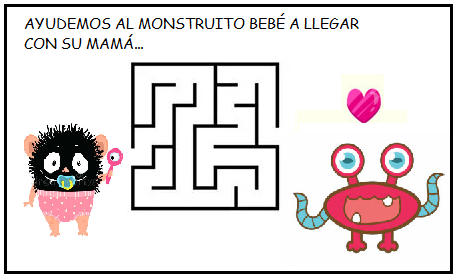 AYUDEMOS AL MONSTRUITO BEBÉ A LLEGAR
CON SU MAMÁ...